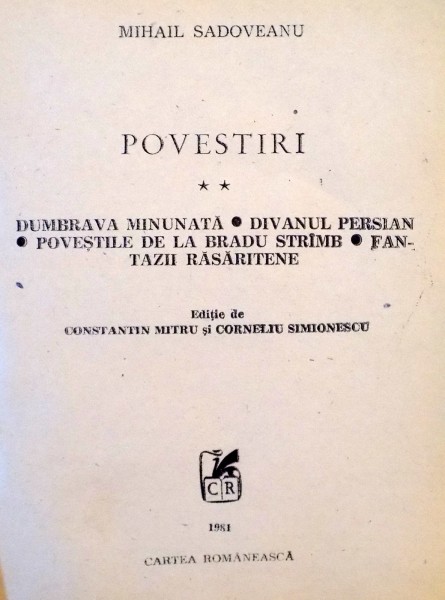 MIHAIL SADOVEANU
POVESTIRI
★ ★
DUMBRAVA MINUNATĂ ● DIVANUL PERSIAN
● POVEȘTILE DE LA BRADU STRÎMB ● FAN-
TAZII RĂSĂRITENE
Ediție de
CONSTANTIN MITRU și CORNELIU SIMIONESCU
C R
1981
CARTEA ROMÂNEASCĂ